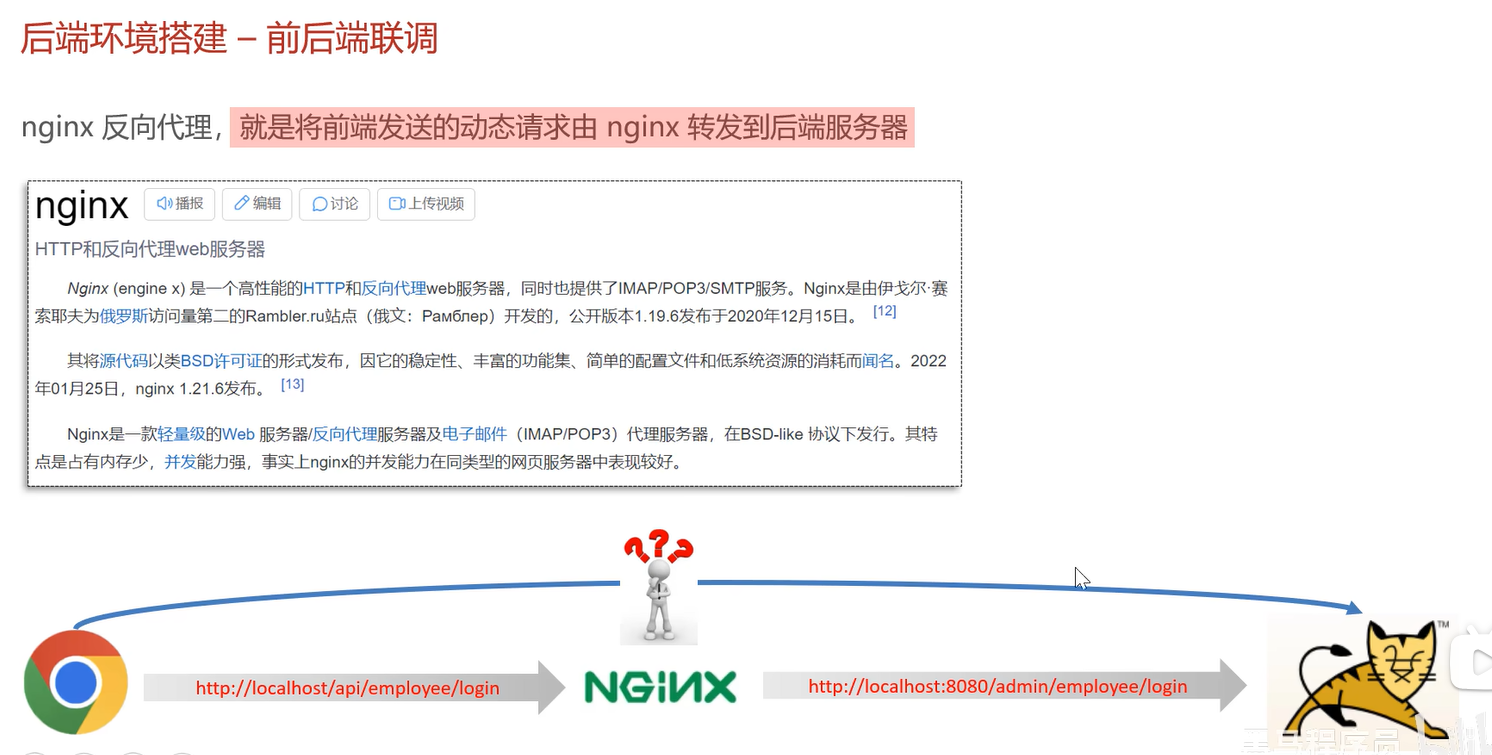 后端环境搭建 – 前后端联调
nginx 反向代理，就是将前端发送的动态请求由 nginx 转发到后端服务器
nginx 播报 编辑 讨论 上传视频
HTTP和反向代理web服务器
Nginx (engine x) 是一个高性能的HTTP和反向代理web服务器，同时也提供了IMAP/POP3/SMTP服务。Nginx是由伊戈尔·赛
索耶夫为俄罗斯访问量第二的Rambler.ru站点（俄文：Рамблер）开发的，公开版本1.19.6发布于2020年12月15日。 [12]
其将源代码以类BSD许可证的形式发布，因它的稳定性、丰富的功能集、简单的配置文件和低系统资源的消耗而闻名。2022
年01月25日，nginx 1.21.6发布。 [13]
Nginx是一款轻量级的Web 服务器/反向代理服务器及电子邮件（IMAP/POP3）代理服务器，在BSD-like 协议下发行。其特
点是占有内存少，并发能力强，事实上nginx的并发能力在同类型的网页服务器中表现较好。
???
TM
http://localhost/api/employee/login NGiNX http://localhost:8080/admin/employee/login